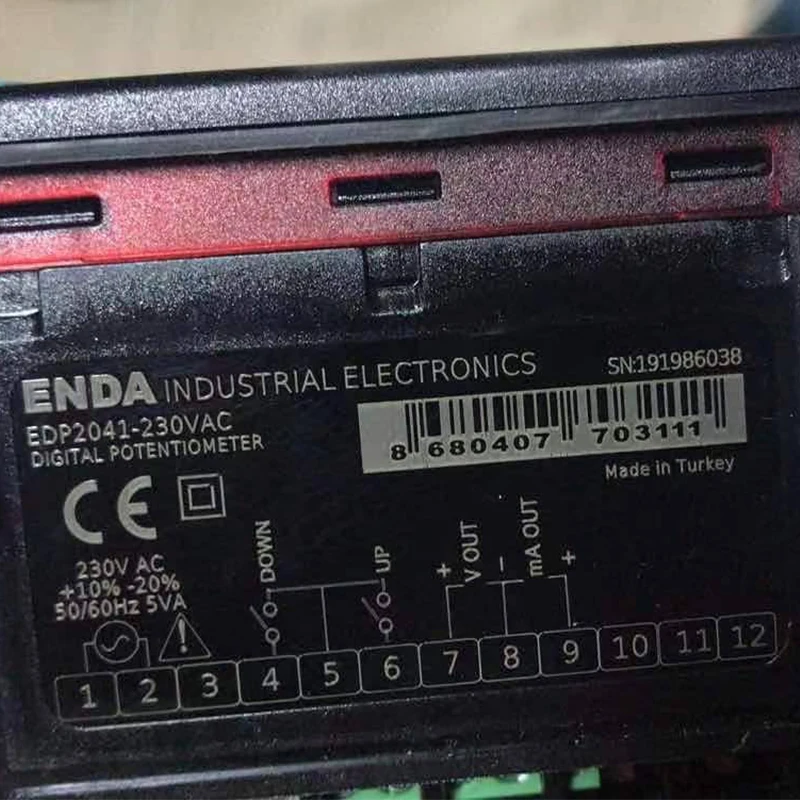 ENDA INDUSTRIAL ELECTRONICS
SN:191986038
EDP2041-230VAC
DIGITAL POTENTIOMETER
8 680407 703111
Made in Turkey
CE
230V AC
+10% -20%
50/60Hz 5VA
DOWN
UP
+ V OUT - mA OUT +
1 2 3 4 5 6 7 8 9 10 11 12